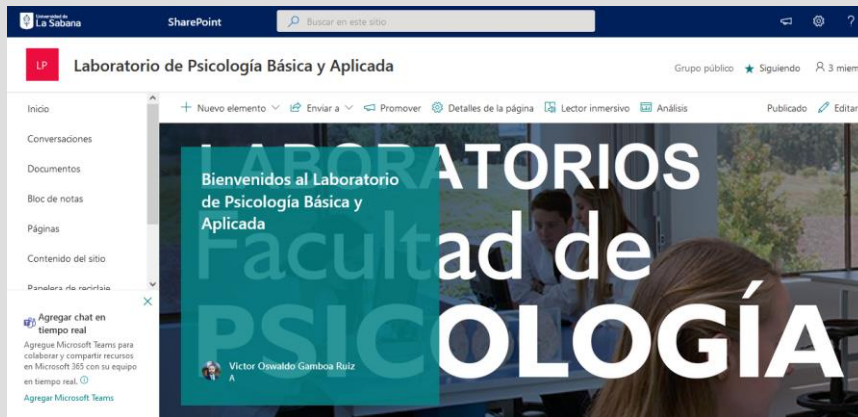 Universidad de
La Sabana
SharePoint
Buscar en este sitio
?
LP
Laboratorio de Psicología Básica y Aplicada
Grupo público
Siguiendo
3 miem
Inicio
Nuevo elemento
Enviar a
Promover
Detalles de la página
Lector inmersivo
Análisis
Publicado
Editar
Conversaciones
Documentos
Bloc de notas
Páginas
Contenido del sitio
Papelera de reciclaje
Agregar chat en
tiempo real
Agregue Microsoft Teams para
colaborar y compartir recursos
en Microsoft 365 con su equipo
en tiempo real.
Agregar Microsoft Teams
LABORATORIOS
Facultad de
PSICOLOGÍA
Bienvenidos al Laboratorio
de Psicología Básica y
Aplicada
Victor Oswaldo Gamboa Ruiz
A